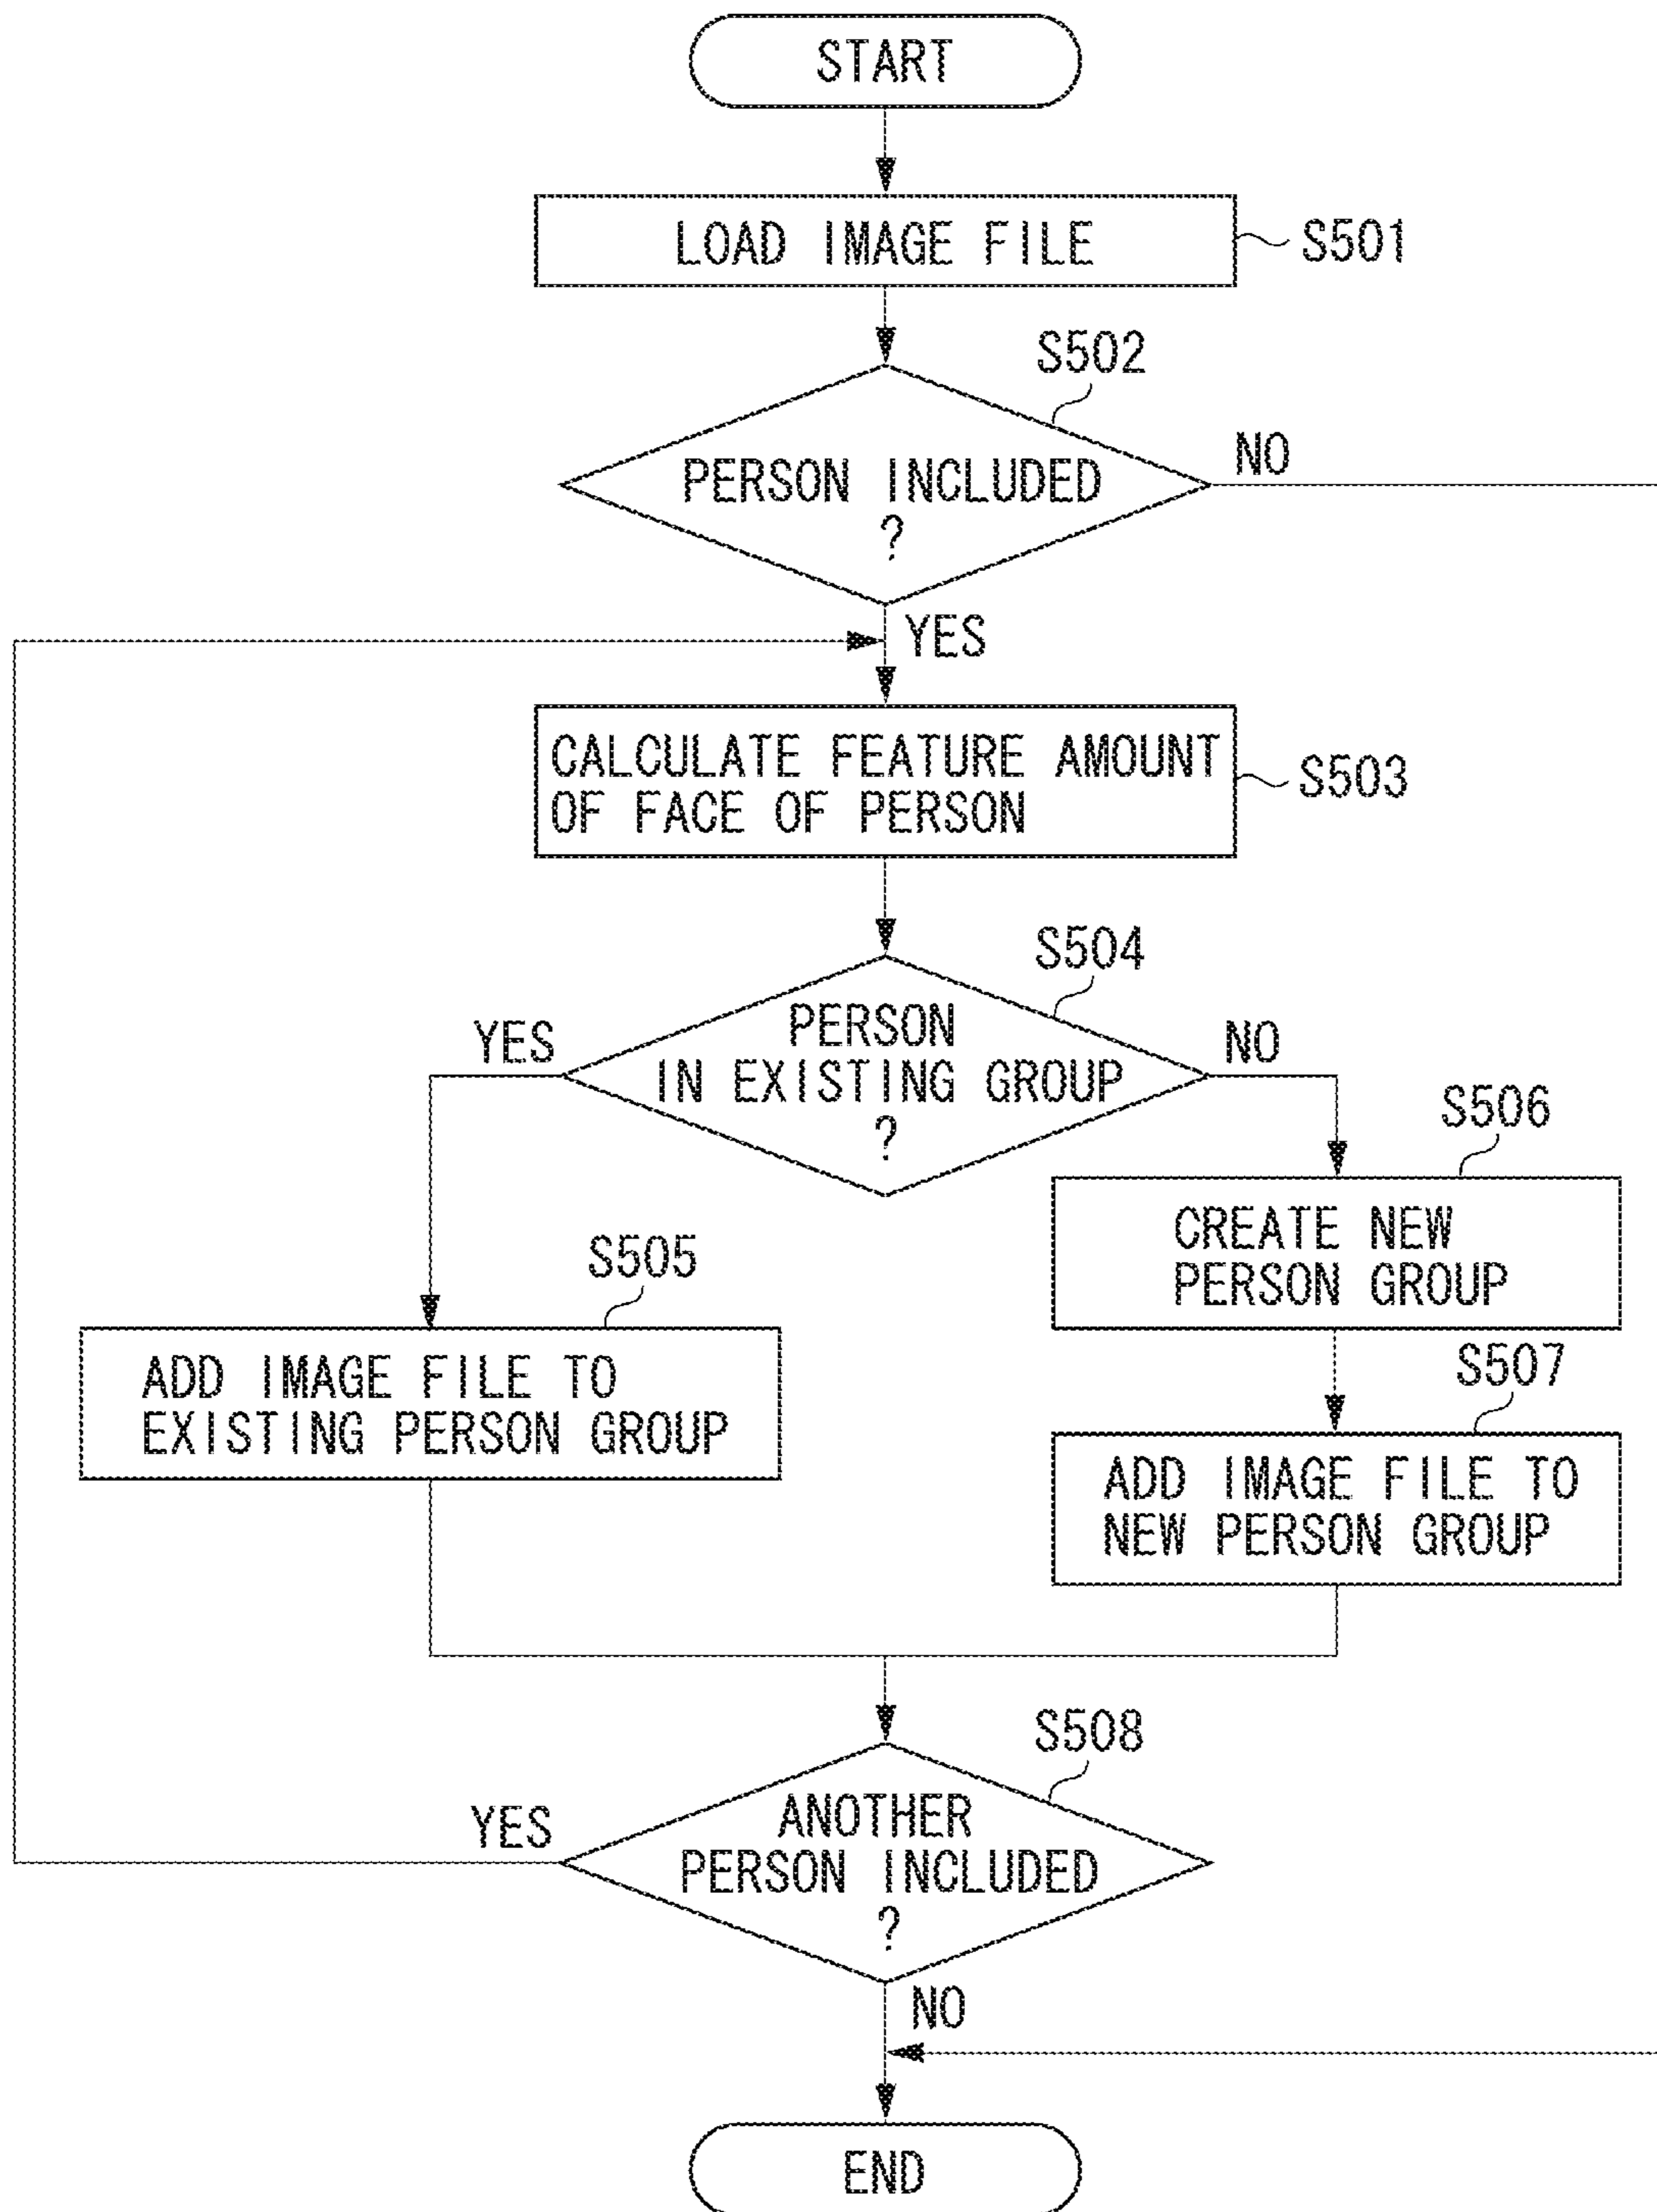 START
LOAD IMAGE FILE
S501
S502
PERSON INCLUDED
?
NO
YES
CALCULATE FEATURE AMOUNT
OF FACE OF PERSON
S503
S504
PERSON
IN EXISTING GROUP
?
YES
NO
S506
CREATE NEW
PERSON GROUP
S505
ADD IMAGE FILE TO
EXISTING PERSON GROUP
S507
ADD IMAGE FILE TO
NEW PERSON GROUP
S508
ANOTHER
PERSON INCLUDED
?
YES
NO
END